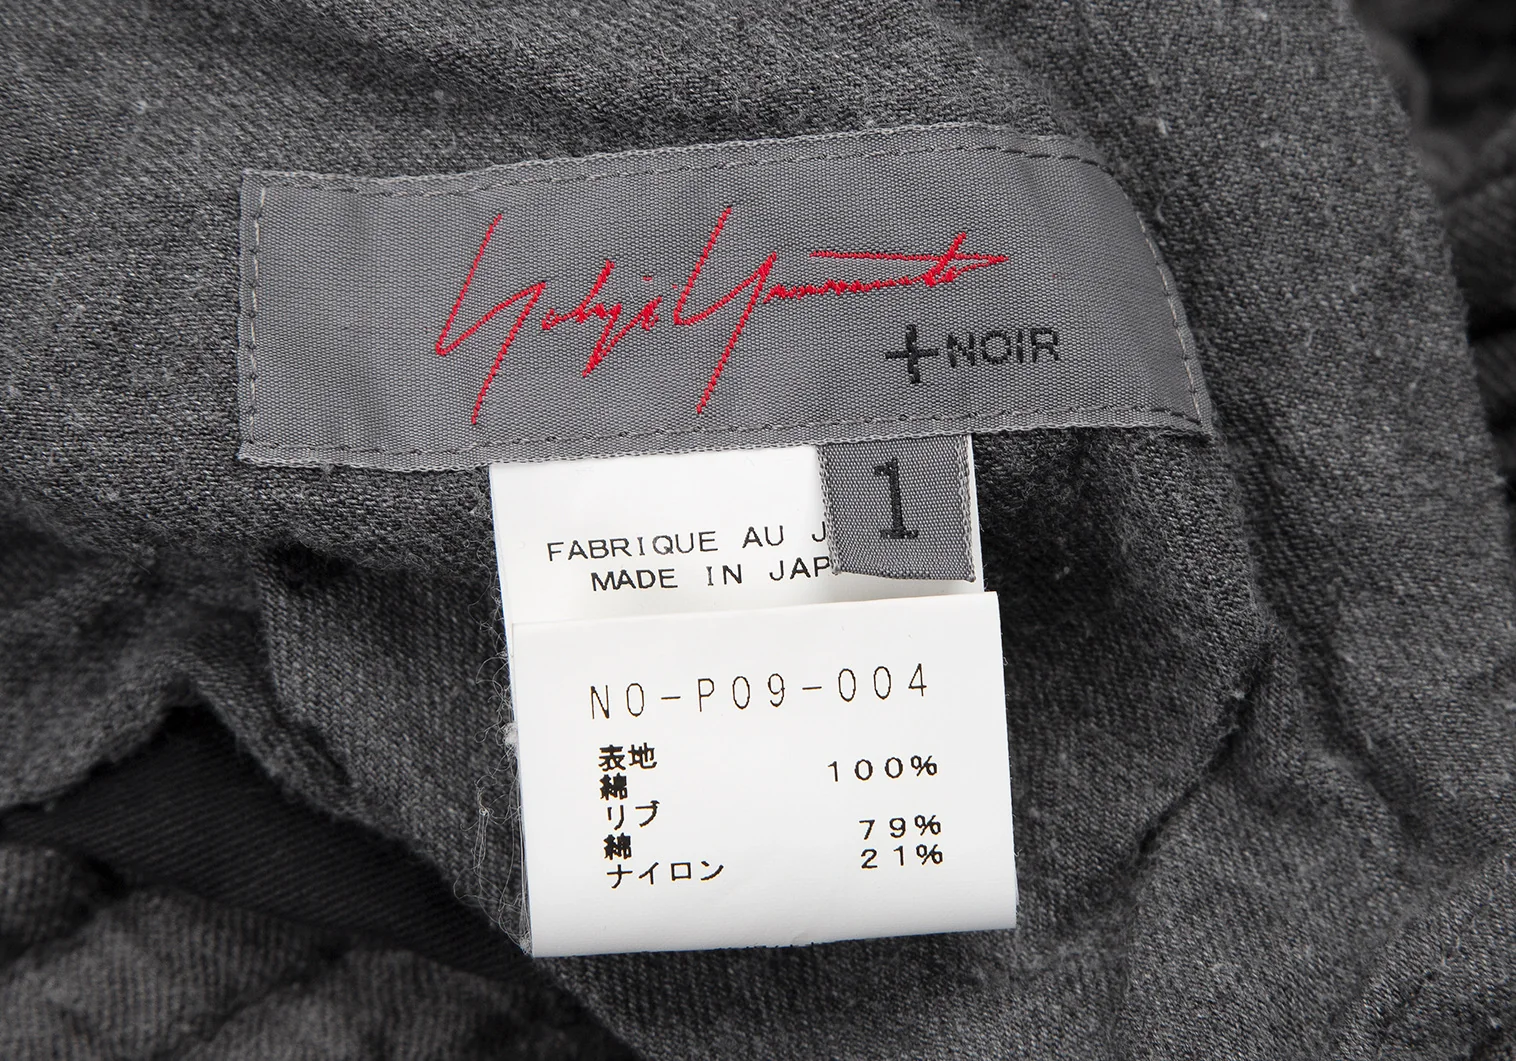 Yohji Yamamoto
+NOIR
1
FABRIQUE AU J
MADE IN JAP
NO-P09-004
表地
綿 100%
リブ
綿 79%
ナイロン 21%